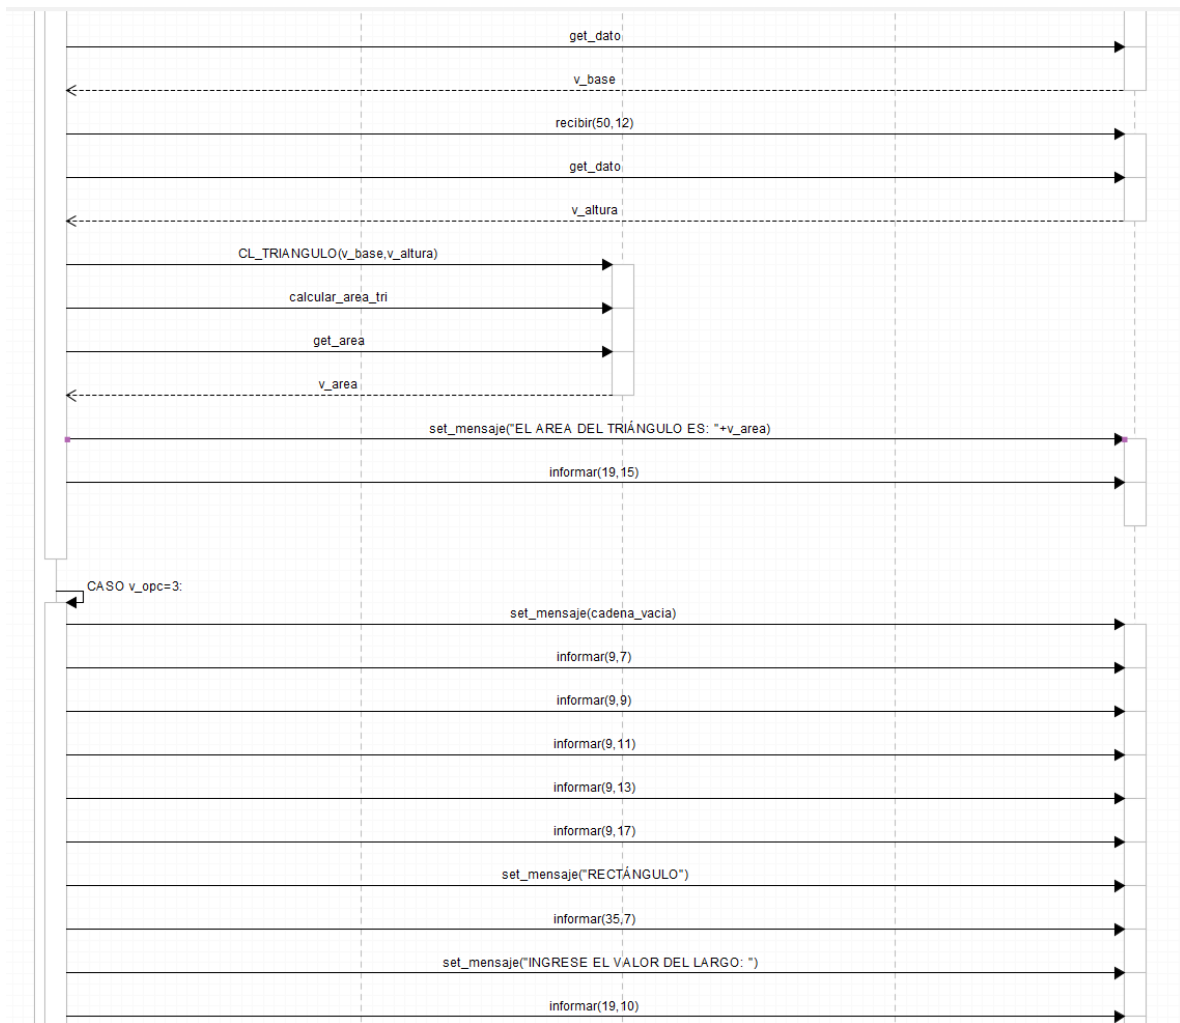 get_dato
v_base
recibir(50,12)
get_dato
v_altura
CL_TRIANGULO(v_base,v_altura)
calcular_area_tri
get_area
v_area
set_mensaje("EL AREA DEL TRIÁNGULO ES: "+v_area)
informar(19,15)
CASO v_opc=3:
set_mensaje(cadena_vacia)
informar(9,7)
informar(9,9)
informar(9,11)
informar(9,13)
informar(9,17)
set_mensaje("RECTÁNGULO")
informar(35,7)
set_mensaje("INGRESE EL VALOR DEL LARGO: ")
informar(19,10)